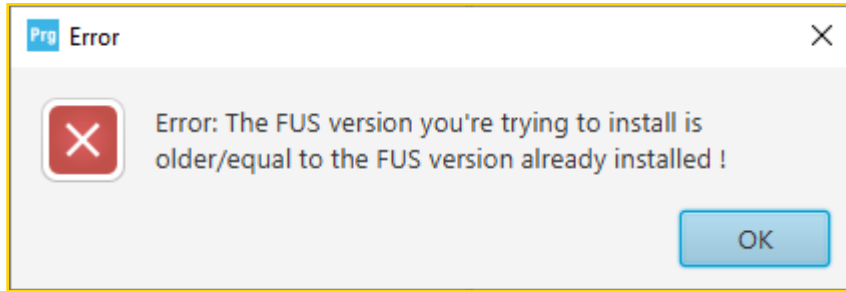 Prg Error
Error: The FUS version you're trying to install is
older/equal to the FUS version already installed !
OK